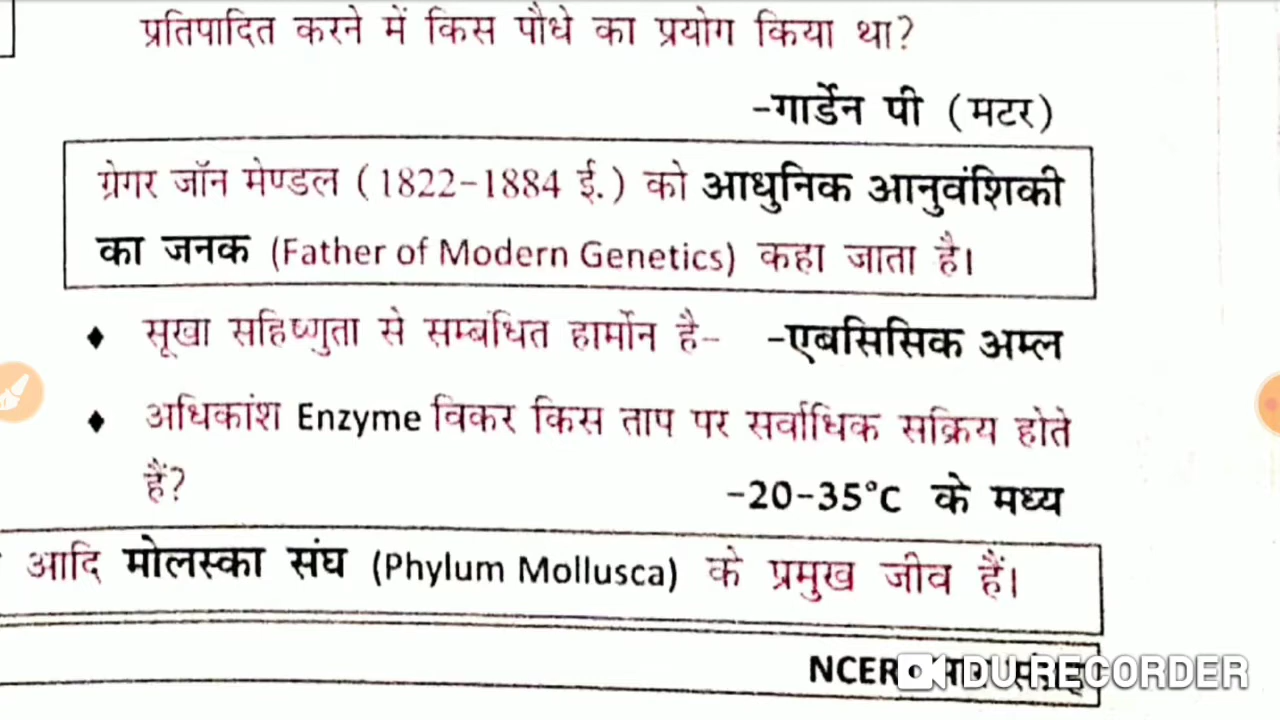 प्रतिपादित करने में किस पौधे का प्रयोग किया था?
-गार्डेन पी (मटर)
ग्रेगर जॉन मेण्डल (1822-1884 ई.) को आधुनिक आनुवंशिकी
का जनक (Father of Modern Genetics) कहा जाता है।
♦ सूखा सहिष्णुता से सम्बंधित हार्मोन है- -एबसिसिक अम्ल
♦ अधिकांश Enzyme विकर किस ताप पर सर्वाधिक सक्रिय होते
हैं? -20-35°C के मध्य
आदि मोलस्का संघ (Phylum Mollusca) के प्रमुख जीव हैं।
DU RECORDER